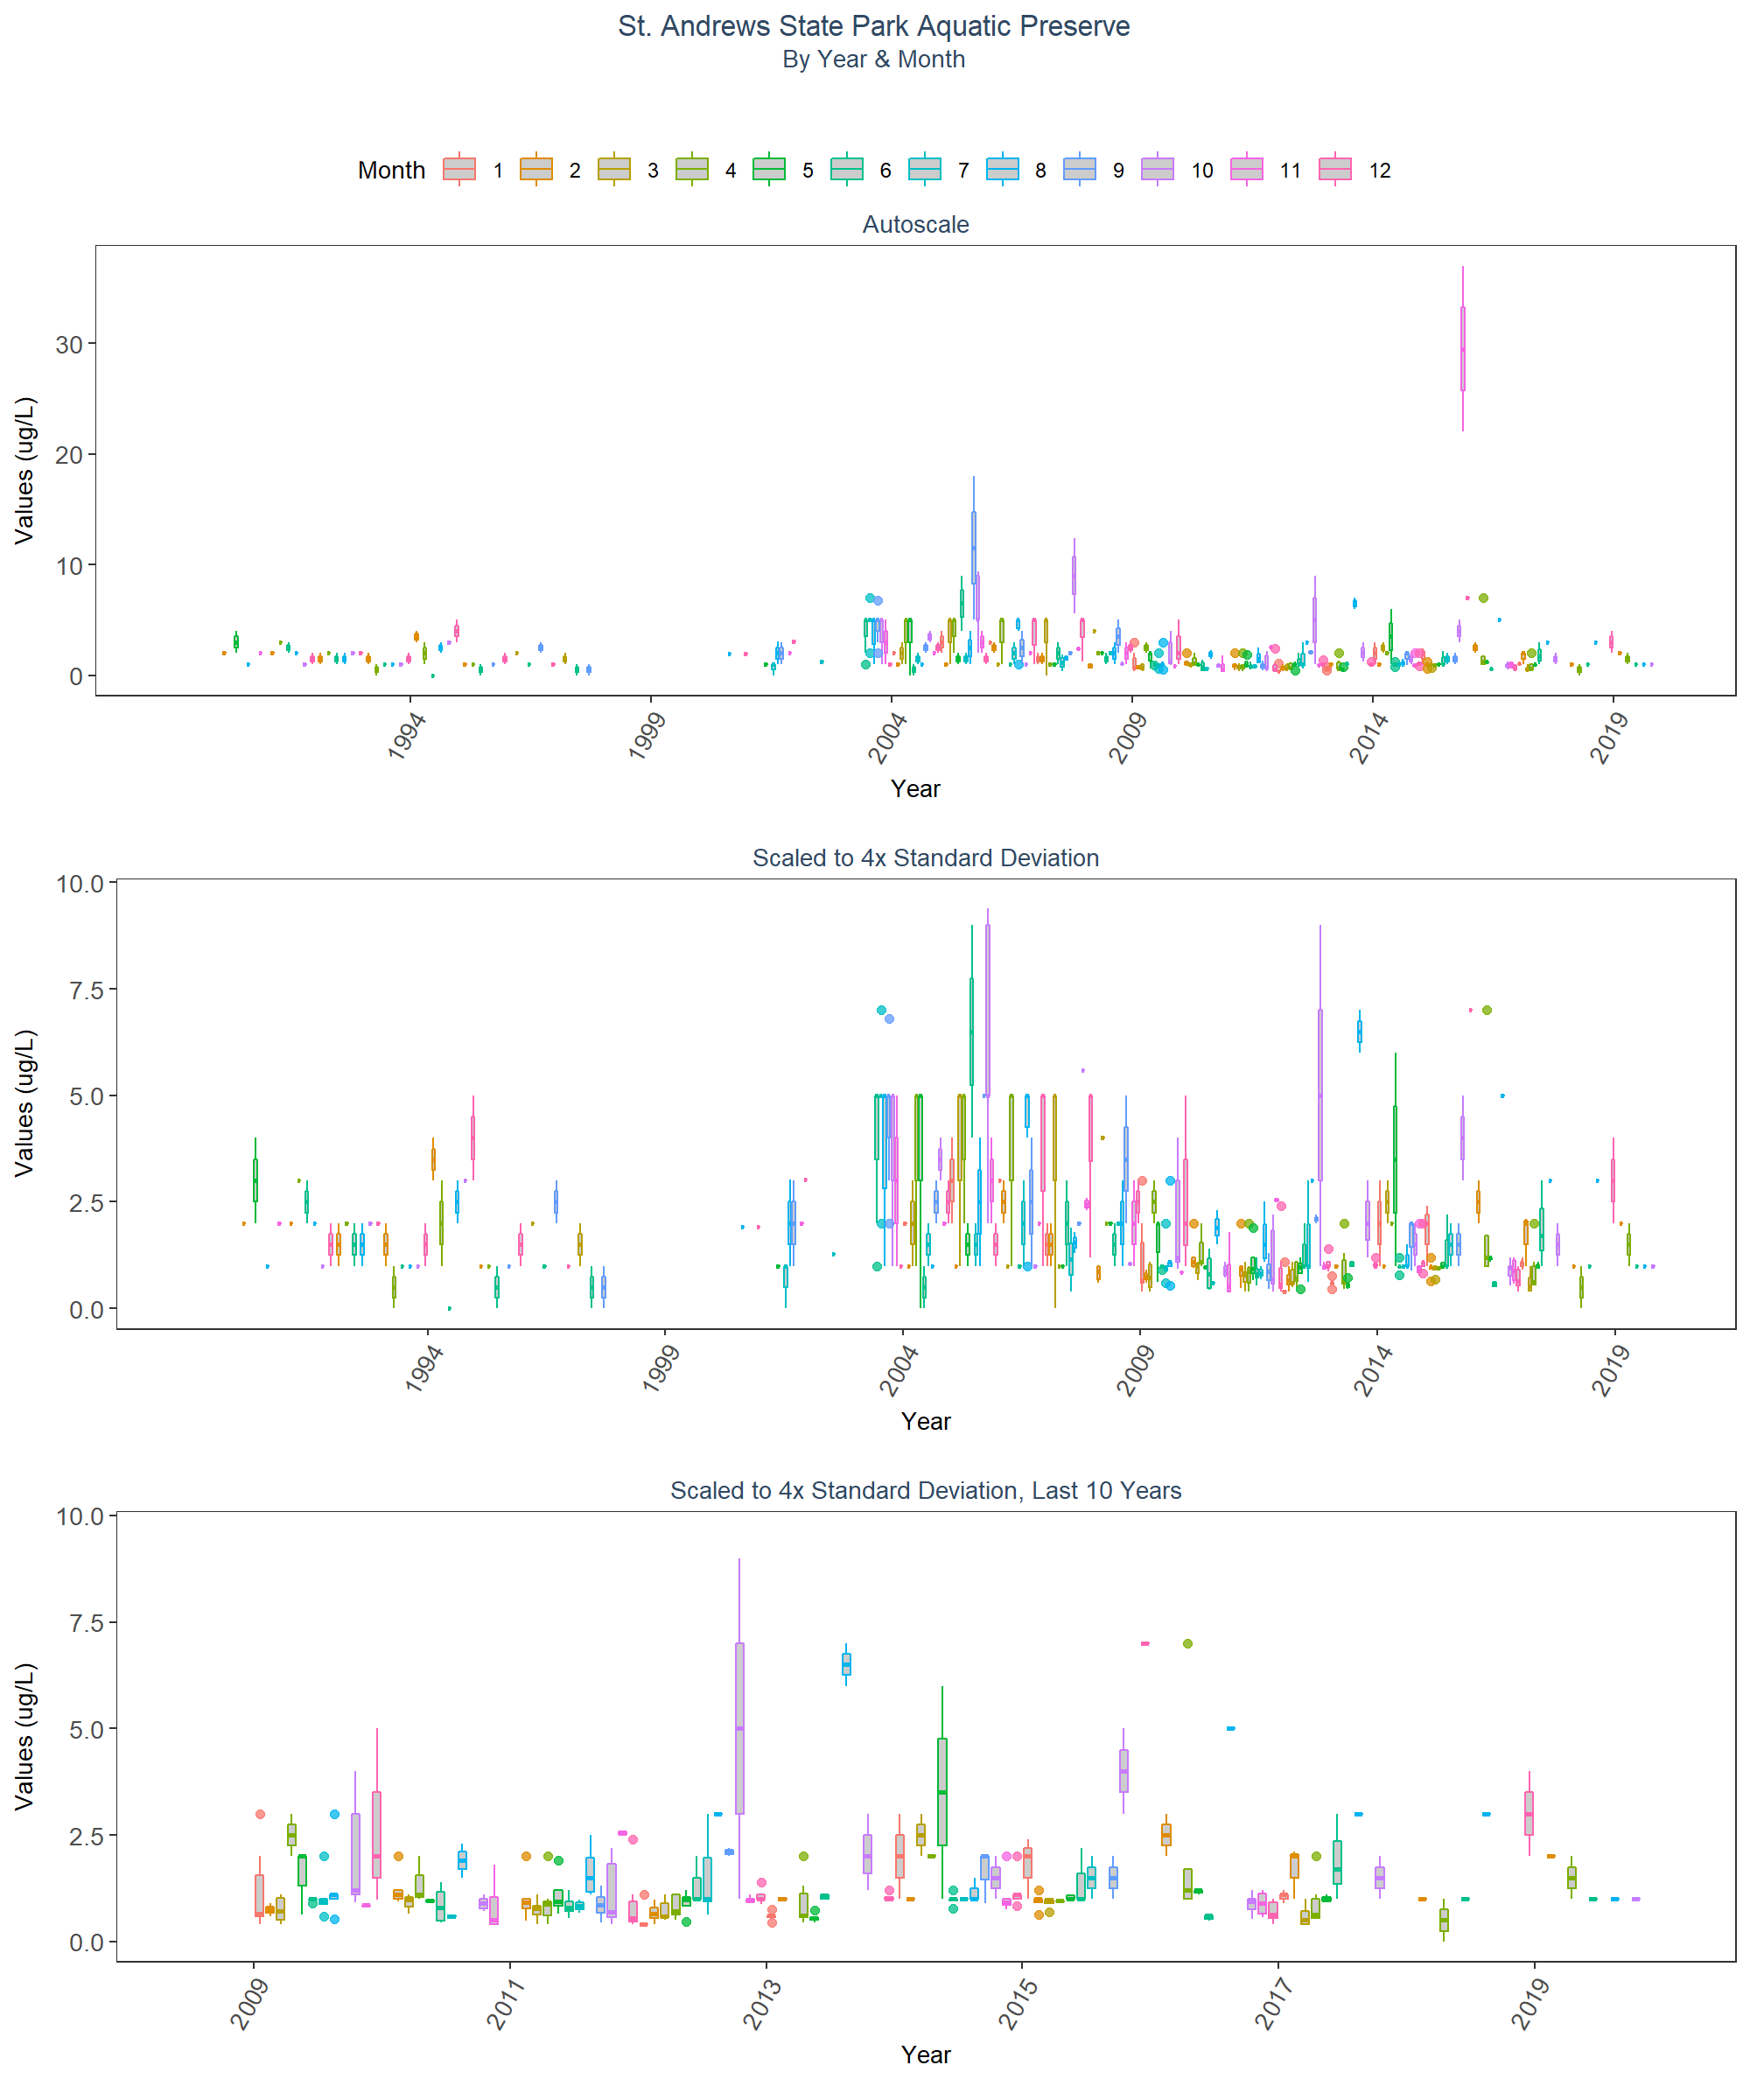 St. Andrews State Park Aquatic Preserve
By Year & Month
Month 1 2 3 4 5 6 7 8 9 10 11 12
Autoscale
Values (ug/L)
30
20
10
0
1994 1999 2004 2009 2014 2019
Year
Scaled to 4x Standard Deviation
Values (ug/L)
10.0
7.5
5.0
2.5
0.0
1994 1999 2004 2009 2014 2019
Year
Scaled to 4x Standard Deviation, Last 10 Years
Values (ug/L)
10.0
7.5
5.0
2.5
0.0
2009 2011 2013 2015 2017 2019
Year